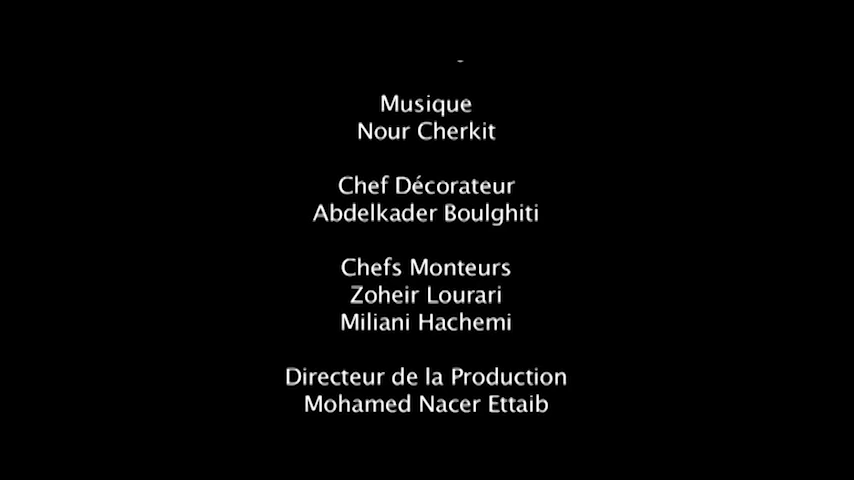 Musique
Nour Cherkit
Chef Décorateur
Abdelkader Boulghiti
Chefs Monteurs
Zoheir Lourari
Miliani Hachemi
Directeur de la Production
Mohamed Nacer Ettaib